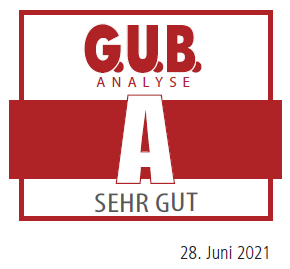 G.U.B.
ANALYSE
A
SEHR GUT
28. Juni 2021